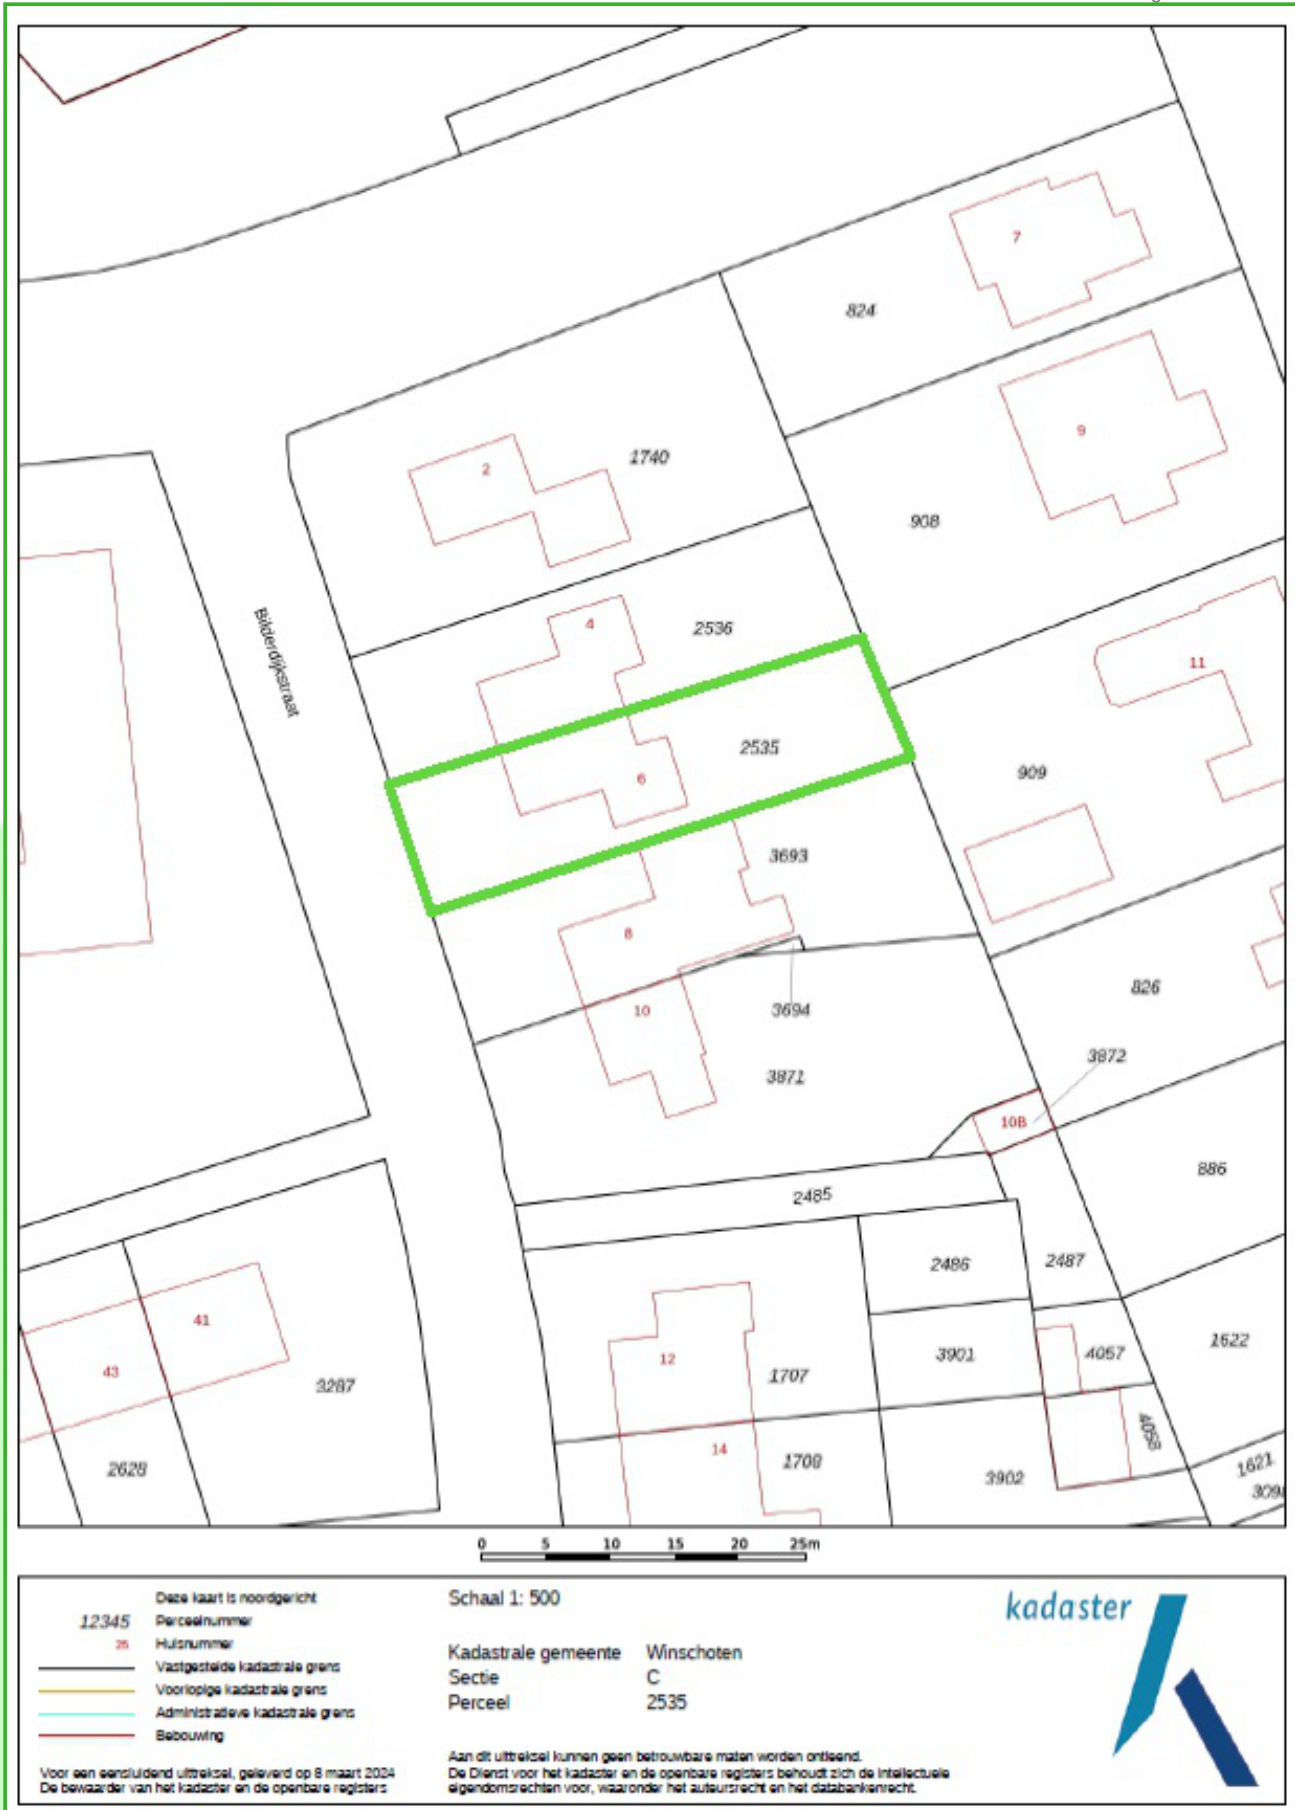 7
824
2
1740
9
908
Bilderdijkstraat
4
2536
11
6
2535
909
3693
8
10
3694
826
3872
3871
10B
2485
886
2486
2487
41
43
3287
12
1707
3901
4057
1622
2628
14
1708
3902
4058
1621
0 5 10 15 20 25m
Deze kaart is noordgericht
12345 Perceelnummer
25 Huisnummer
Vastgestelde kadastrale grens
Voorlopige kadastrale grens
Administratieve kadastrale grens
Bebouwing
Voor een eensluidend uittreksel, geleverd op 8 maart 2024
De bewaarder van het kadaster en de openbare registers
Schaal 1: 500
Kadastrale gemeente Winschoten
Sectie C
Perceel 2535
Aan dit uittreksel kunnen geen betrouwbare maten worden ontleend.
De Dienst voor het kadaster en de openbare registers behoudt zich de intellectuele
eigendomsrechten voor, waaronder het auteursrecht en het databankenrecht.
kadaster